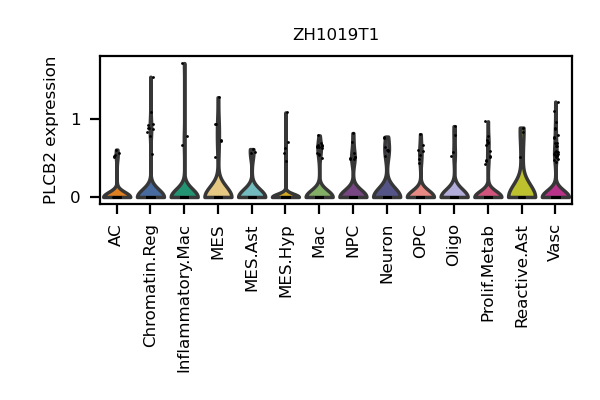 ZH1019T1
PLCB2 expression
1
0
AC
Chromatin.Reg
Inflammatory.Mac
MES
MES.Ast
MES.Hyp
Mac
NPC
Neuron
OPC
Oligo
Prolif.Metab
Reactive.Ast
Vasc